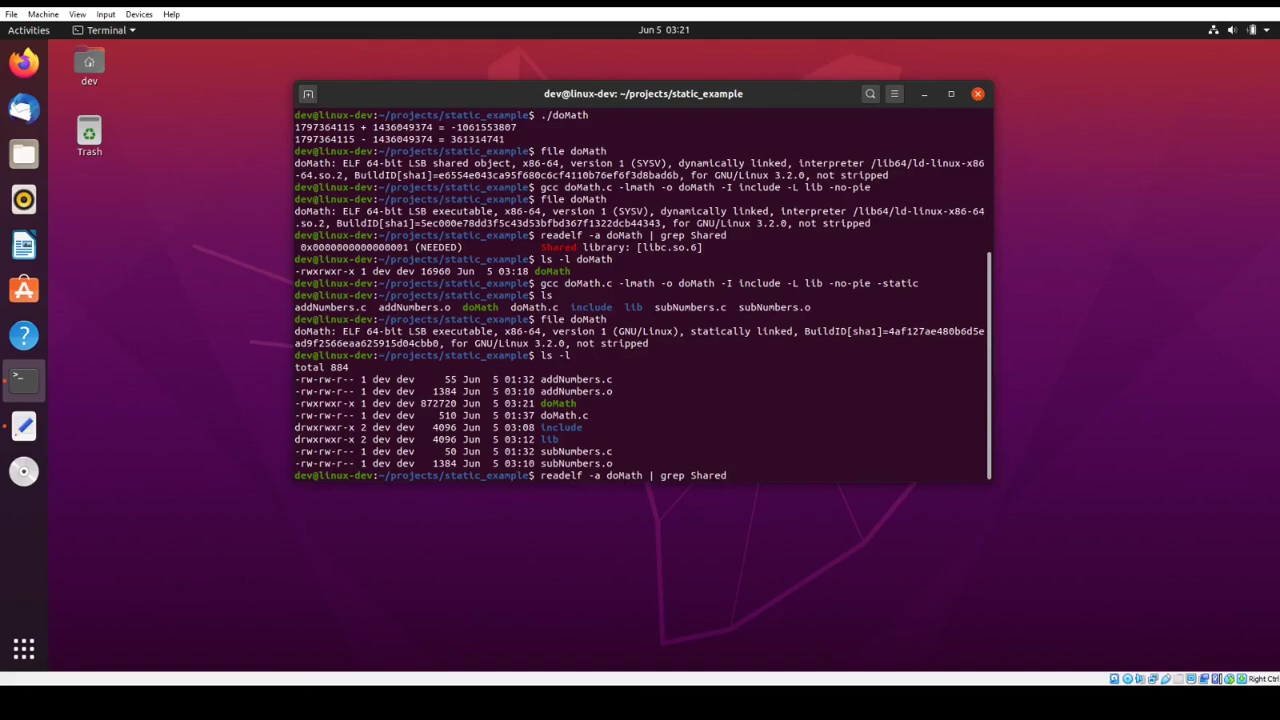 File Machine View Input Devices Help
Activities Terminal Jun 5 03:21
dev
Trash
dev@linux-dev: ~/projects/static_example
dev@linux-dev:~/projects/static_example$ ./doMath
1797364115 + 1436049374 = -1061553807
1797364115 - 1436049374 = 361314741
dev@linux-dev:~/projects/static_example$ file doMath
doMath: ELF 64-bit LSB shared object, x86-64, version 1 (SYSV), dynamically linked, interpreter /lib64/ld-linux-x86
-64.so.2, BuildID[sha1]=e6554e043ca95f680c6cf4110b76ef6f3d8bad6b, for GNU/Linux 3.2.0, not stripped
dev@linux-dev:~/projects/static_example$ gcc doMath.c -lmath -o doMath -I include -L lib -no-pie
dev@linux-dev:~/projects/static_example$ file doMath
doMath: ELF 64-bit LSB executable, x86-64, version 1 (SYSV), dynamically linked, interpreter /lib64/ld-linux-x86-64
.so.2, BuildID[sha1]=5ec000e78dd3f5c43d53bfbd367f1322dcb44343, for GNU/Linux 3.2.0, not stripped
dev@linux-dev:~/projects/static_example$ readelf -a doMath | grep Shared
0x0000000000000001 (NEEDED) Shared library: [libc.so.6]
dev@linux-dev:~/projects/static_example$ ls -l doMath
-rwxrwxr-x 1 dev dev 16960 Jun 5 03:18 doMath
dev@linux-dev:~/projects/static_example$ gcc doMath.c -lmath -o doMath -I include -L lib -no-pie -static
dev@linux-dev:~/projects/static_example$ ls
addNumbers.c addNumbers.o doMath doMath.c include lib subNumbers.c subNumbers.o
dev@linux-dev:~/projects/static_example$ file doMath
doMath: ELF 64-bit LSB executable, x86-64, version 1 (GNU/Linux), statically linked, BuildID[sha1]=4af127ae480b6d5e
ad9f2566eaa625915d04cbb0, for GNU/Linux 3.2.0, not stripped
dev@linux-dev:~/projects/static_example$ ls -l
total 884
-rw-rw-r-- 1 dev dev 55 Jun 5 01:32 addNumbers.c
-rw-rw-r-- 1 dev dev 1384 Jun 5 03:10 addNumbers.o
-rwxrwxr-x 1 dev dev 872720 Jun 5 03:21 doMath
-rw-rw-r-- 1 dev dev 510 Jun 5 01:37 doMath.c
drwxrwxr-x 2 dev dev 4096 Jun 5 03:08 include
drwxrwxr-x 2 dev dev 4096 Jun 5 03:12 lib
-rw-rw-r-- 1 dev dev 50 Jun 5 01:32 subNumbers.c
-rw-rw-r-- 1 dev dev 1384 Jun 5 03:10 subNumbers.o
dev@linux-dev:~/projects/static_example$ readelf -a doMath | grep Shared
Right Ctrl